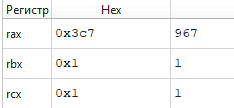 Регистр Hex
rax 0x3c7 967
rbx 0x1 1
rcx 0x1 1